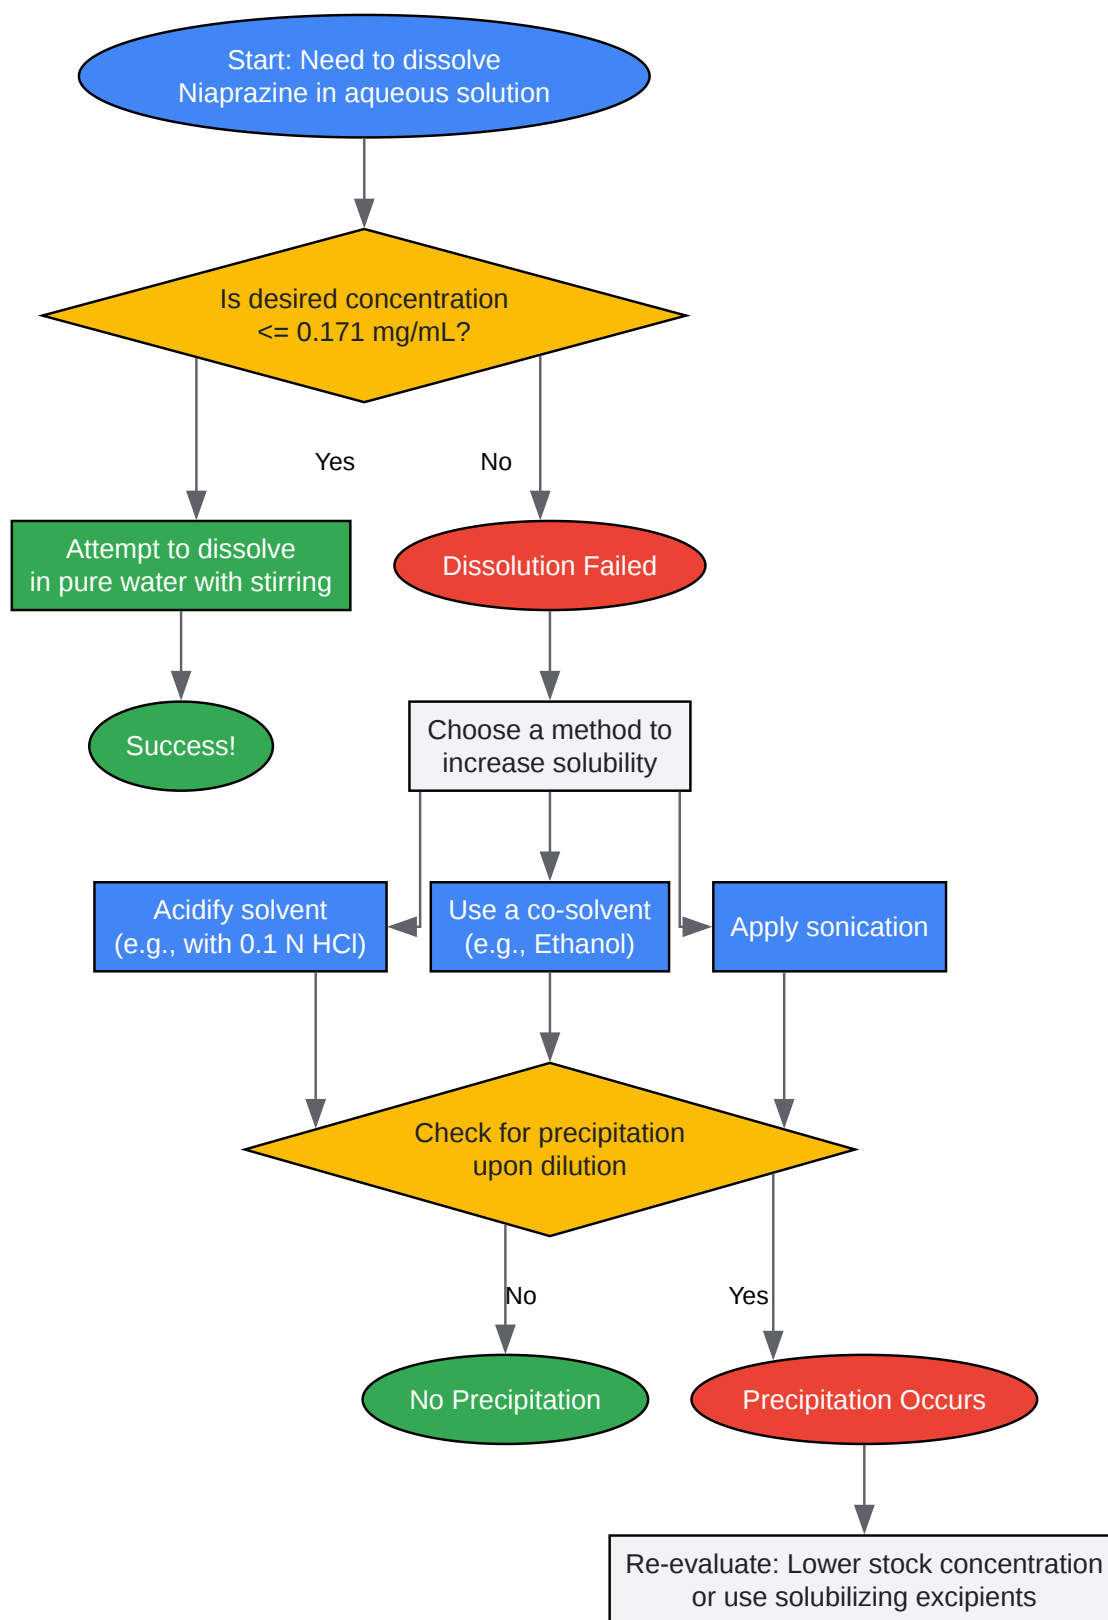 Start: Need to dissolve
Niaprazine in aqueous solution
Is desired concentration
<= 0.171 mg/mL?
Yes
No
Attempt to dissolve
in pure water with stirring
Dissolution Failed
Success!
Choose a method to
increase solubility
Acidify solvent
(e.g., with 0.1 N HCl)
Use a co-solvent
(e.g., Ethanol)
Apply sonication
Check for precipitation
upon dilution
No
Yes
No Precipitation
Precipitation Occurs
Re-evaluate: Lower stock concentration
or use solubilizing excipients